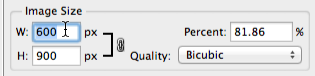 Image Size
W: 600 px Percent: 81.86 %
H: 900 px Quality: Bicubic